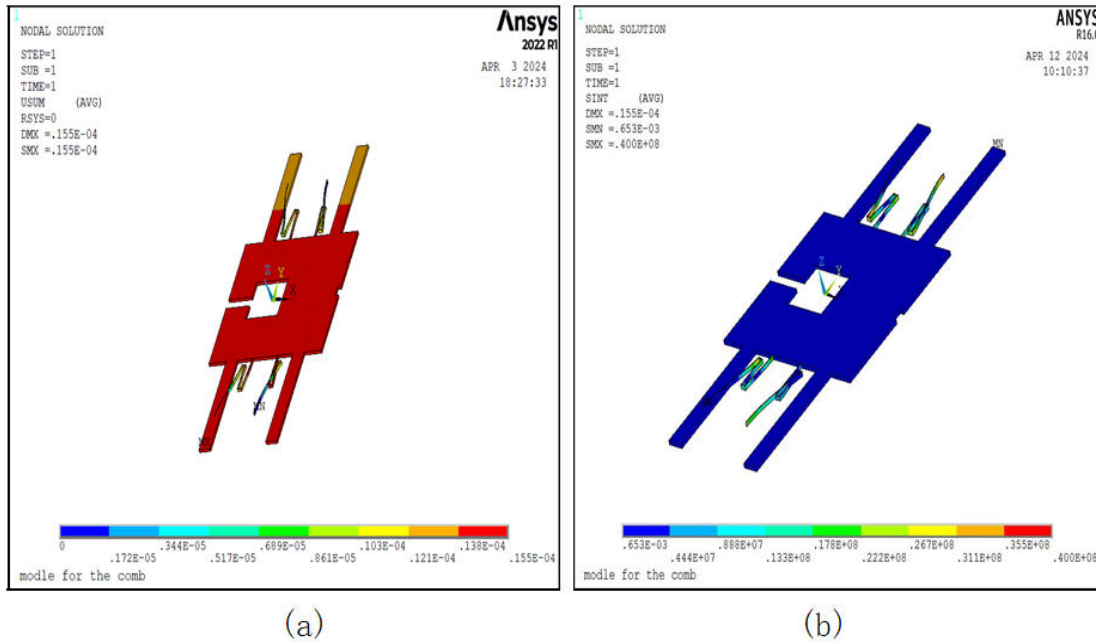 1
NODAL SOLUTION
STEP=1
SUB =1
TIME=1
USUM (AVG)
RSYS=0
DMX =.155E-04
SMX =.155E-04
Ansys
2022 R1
APR 3 2024
18:27:33
Z
Y
X
MN
MX
0
.172E-05
.344E-05
.517E-05
.689E-05
.861E-05
.103E-04
.121E-04
.138E-04
.155E-04
modle for the comb
(a)
1
NODAL SOLUTION
STEP=1
SUB =1
TIME=1
SINT (AVG)
DMX =.155E-04
SMN =.653E-03
SMX =.400E+08
ANSYS
R16.0
APR 12 2024
10:10:37
MN
Z
Y
.653E-03
.444E+07
.888E+07
.133E+08
.178E+08
.222E+08
.267E+08
.311E+08
.355E+08
.400E+08
modle for the comb
(b)